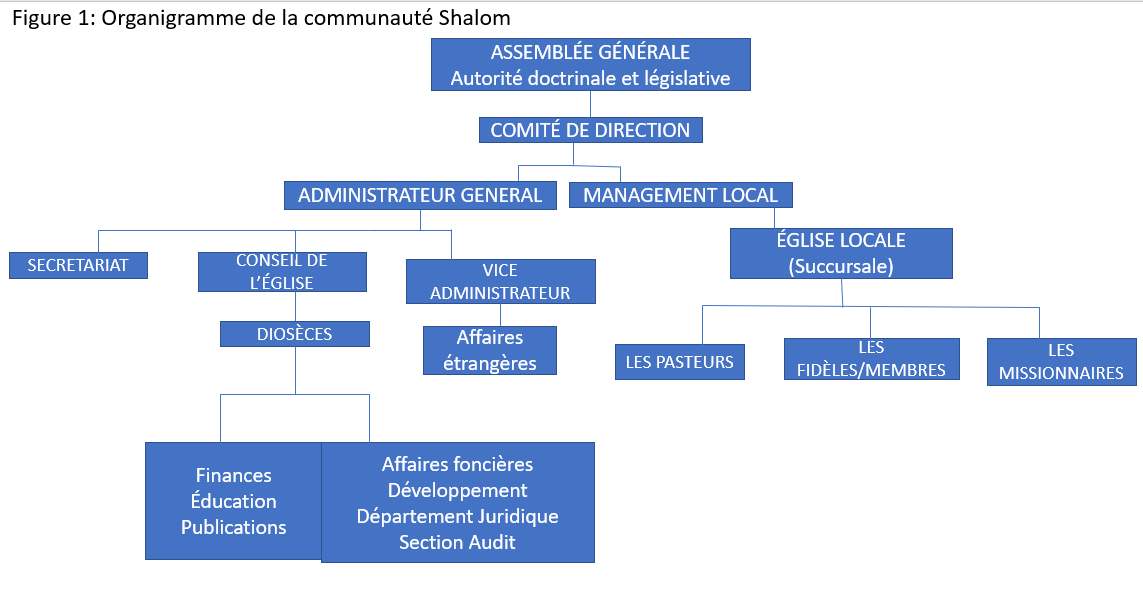 Figure 1: Organigramme de la communauté Shalom
ASSEMBLÉE GÉNÉRALE
Autorité doctrinale et législative
COMITÉ DE DIRECTION
ADMINISTRATEUR GENERAL
MANAGEMENT LOCAL
ÉGLISE LOCALE
(Succursale)
SECRETARIAT
CONSEIL DE
L'ÉGLISE
VICE
ADMINISTRATEUR
DIOSÈCES
Affaires
étrangères
LES PASTEURS
LES
FIDÈLES/MEMBRES
LES
MISSIONNAIRES
Finances
Éducation
Publications
Affaires foncières
Développement
Département Juridique
Section Audit